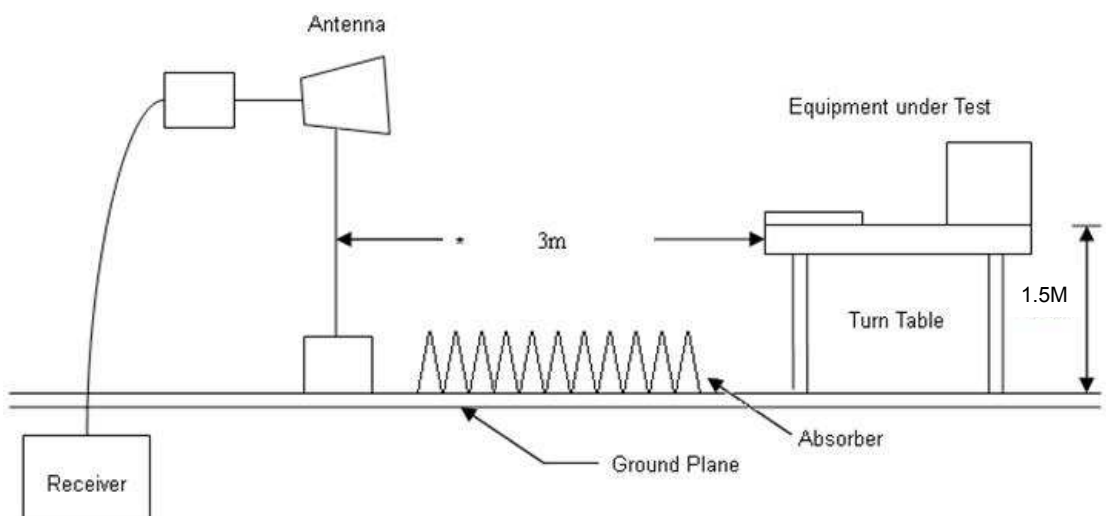 Antenna
Equipment under Test
* 3m
1.5M
Turn Table
Absorber
Ground Plane
Receiver